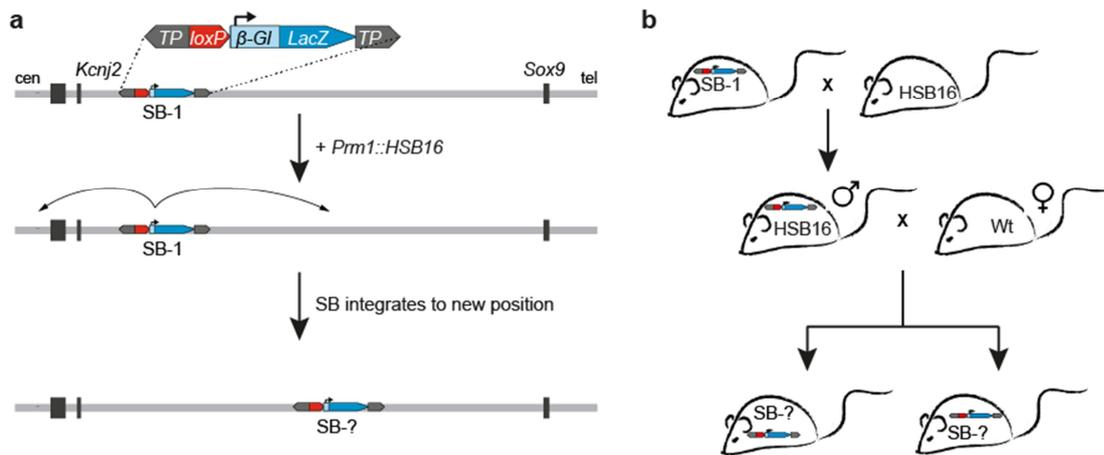 a
TP loxP β-Gl LacZ TP
cen Kcnj2 Sox9 tel
SB-1
+ Prm1::HSB16
SB-1
SB integrates to new position
SB-?
b
SB-1 x HSB16
HSB16 ♂ x Wt ♀
SB-? SB-?